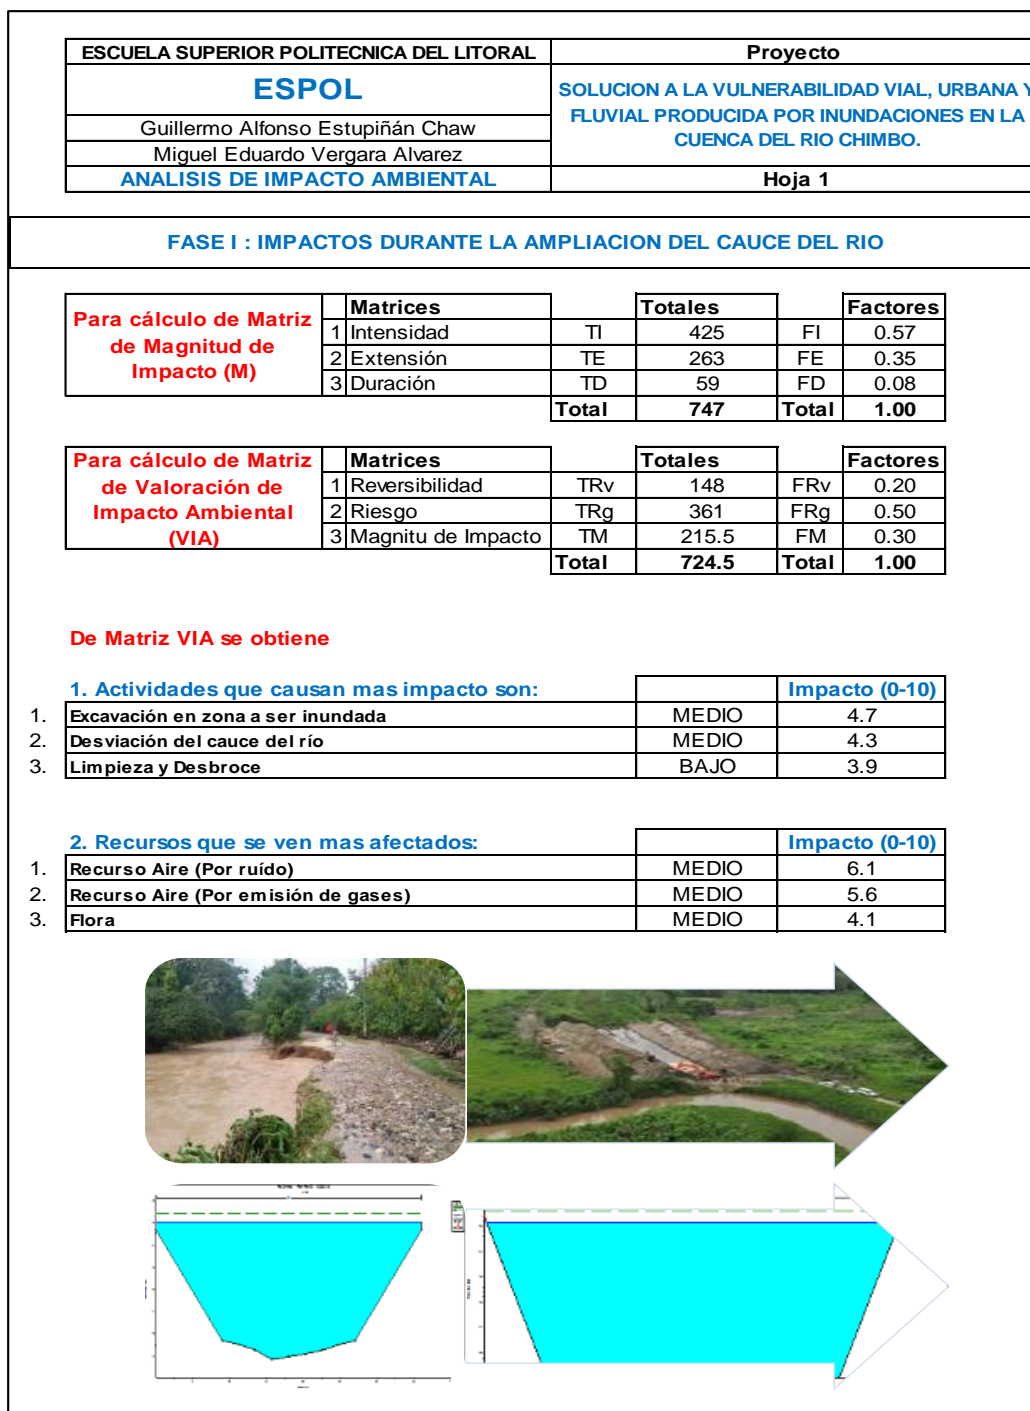 ESCUELA SUPERIOR POLITECNICA DEL LITORAL Proyecto
ESPOL
SOLUCION A LA VULNERABILIDAD VIAL, URBANA Y
FLUVIAL PRODUCIDA POR INUNDACIONES EN LA
CUENCA DEL RIO CHIMBO.
Guillermo Alfonso Estupiñán Chaw
Miguel Eduardo Vergara Alvarez
ANALISIS DE IMPACTO AMBIENTAL Hoja 1
FASE I : IMPACTOS DURANTE LA AMPLIACION DEL CAUCE DEL RIO
Para cálculo de Matriz
de Magnitud de
Impacto (M)
Matrices Totales Factores
1 Intensidad TI 425 FI 0.57
2 Extensión TE 263 FE 0.35
3 Duración TD 59 FD 0.08
Total 747 Total 1.00
Para cálculo de Matriz
de Valoración de
Impacto Ambiental
(VIA)
Matrices Totales Factores
1 Reversibilidad TRv 148 FRv 0.20
2 Riesgo TRg 361 FRg 0.50
3 Magnitu de Impacto TM 215.5 FM 0.30
Total 724.5 Total 1.00
De Matriz VIA se obtiene
1. Actividades que causan mas impacto son: Impacto (0-10)
1. Excavación en zona a ser inundada MEDIO 4.7
2. Desviación del cauce del río MEDIO 4.3
3. Limpieza y Desbroce BAJO 3.9
2. Recursos que se ven mas afectados: Impacto (0-10)
1. Recurso Aire (Por ruído) MEDIO 6.1
2. Recurso Aire (Por emisión de gases) MEDIO 5.6
3. Flora MEDIO 4.1